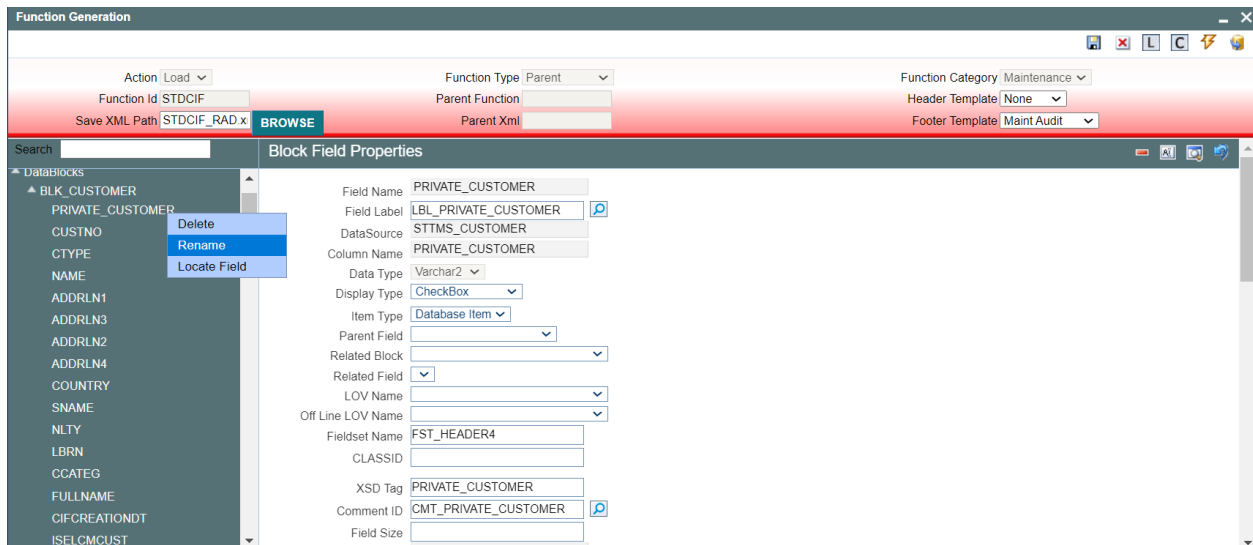 Function Generation
L C
Action Load Function Type Parent Function Category Maintenance
Function Id STDCIF Parent Function Header Template None
Save XML Path STDCIF_RAD.x BROWSE Parent Xml Footer Template Maint Audit
Search Block Field Properties
DataBlocks
BLK_CUSTOMER
PRIVATE_CUSTOMER
CUSTNO
CTYPE
NAME
ADDRLN1
ADDRLN3
ADDRLN2
ADDRLN4
COUNTRY
SNAME
NLTY
LBRN
CCATEG
FULLNAME
CIFCREATIONDT
ISELCMCUST
Delete
Rename
Locate Field
Field Name PRIVATE_CUSTOMER
Field Label LBL_PRIVATE_CUSTOMER
DataSource STTMS_CUSTOMER
Column Name PRIVATE_CUSTOMER
Data Type Varchar2
Display Type CheckBox
Item Type Database Item
Parent Field
Related Block
Related Field
LOV Name
Off Line LOV Name
Fieldset Name FST_HEADER4
CLASSID
XSD Tag PRIVATE_CUSTOMER
Comment ID CMT_PRIVATE_CUSTOMER
Field Size